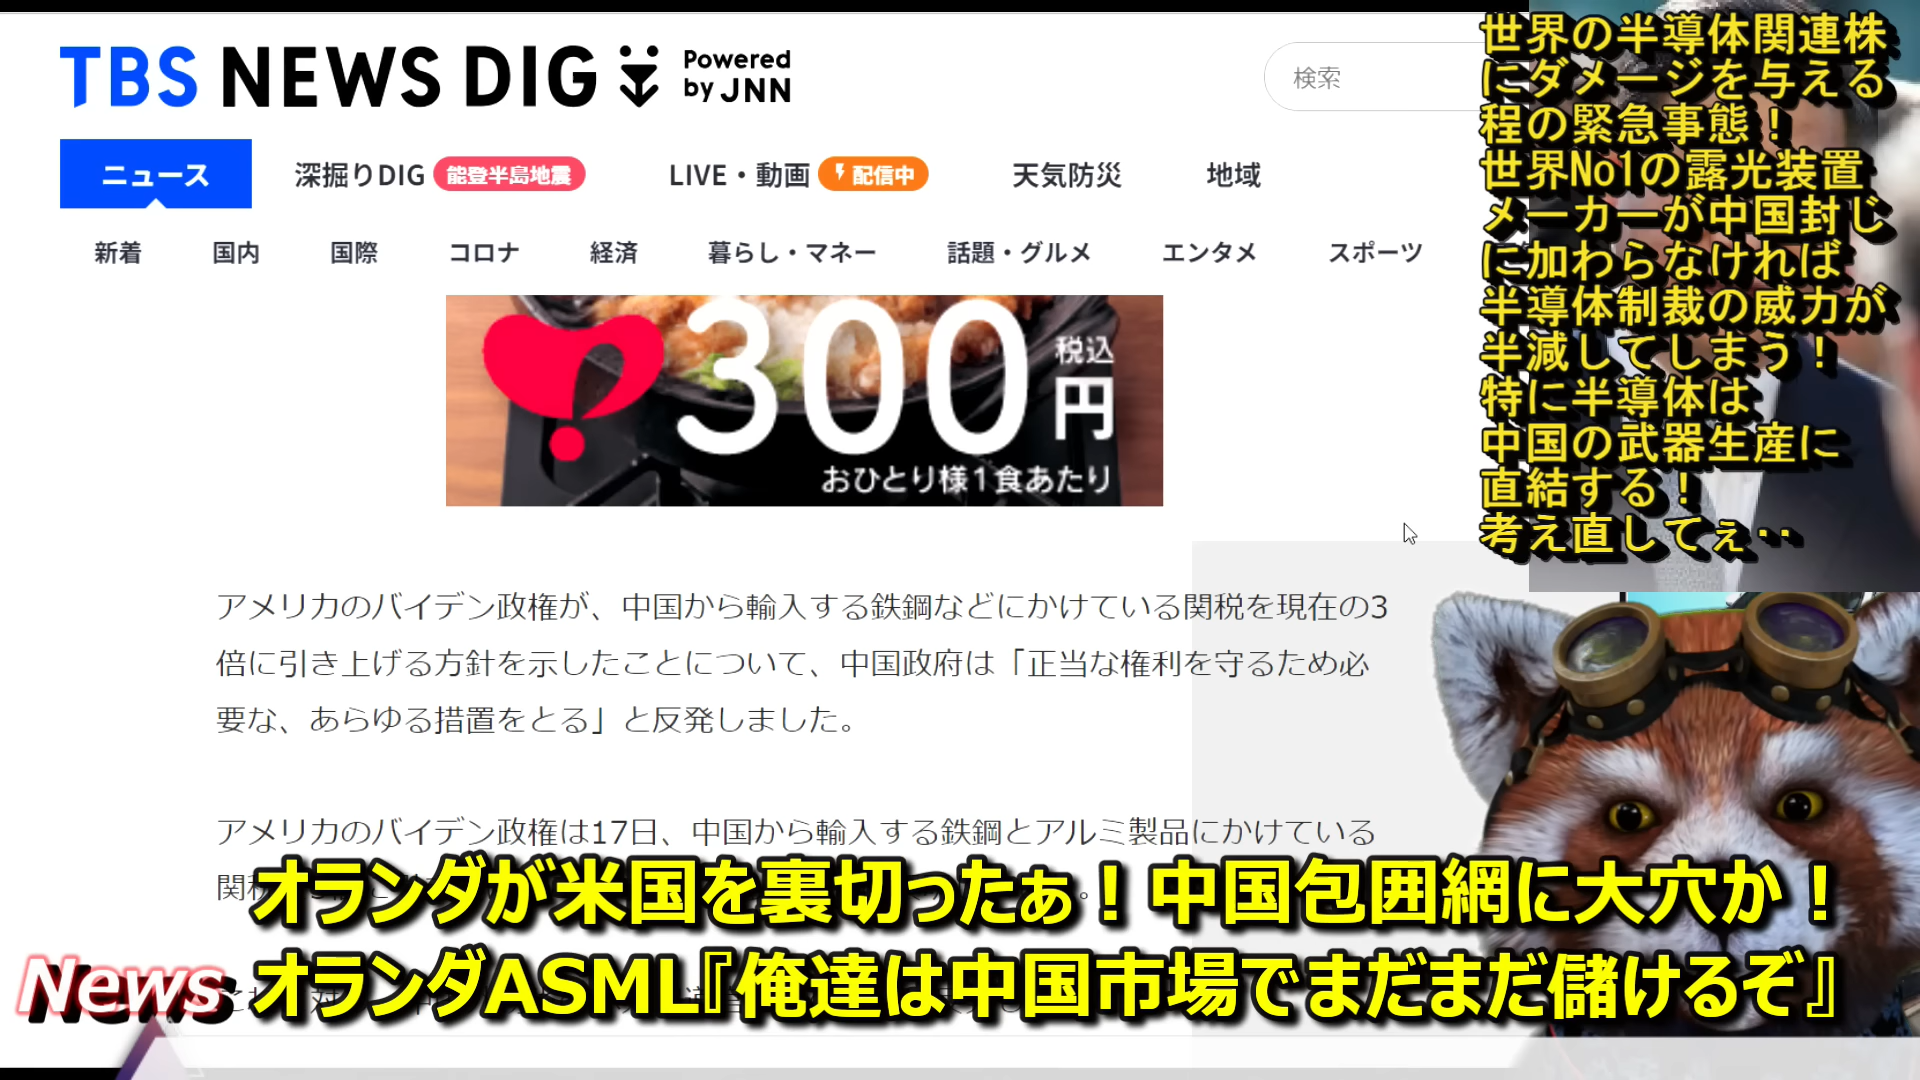 TBS NEWS DIG Powered by JNN
検索
ニュース
深掘りDIG 能登半島地震
LIVE・動画 配信中
天気防災
地域
新着 国内 国際 コロナ 経済 暮らし・マネー 話題・グルメ エンタメ スポーツ
300円 税込
おひとり様1食あたり
アメリカのバイデン政権が、中国から輸入する鉄鋼などにかけている関税を現在の3
倍に引き上げる方針を示したことについて、中国政府は「正当な権利を守るため必
要な、あらゆる措置をとる」と反発しました。
アメリカのバイデン政権は17日、中国から輸入する鉄鋼とアルミ製品にかけている
世界の半導体関連株
にダメージを与える
程の緊急事態！
世界No1の露光装置
メーカーが中国封じ
に加わらなければ
半導体制裁の威力が
半減してしまう！
特に半導体は
中国の武器生産に
直結する！
考え直してぇ‥
オランダが米国を裏切ったぁ！中国包囲網に大穴か！
News
オランダASML『俺達は中国市場でまだまだ儲けるぞ』